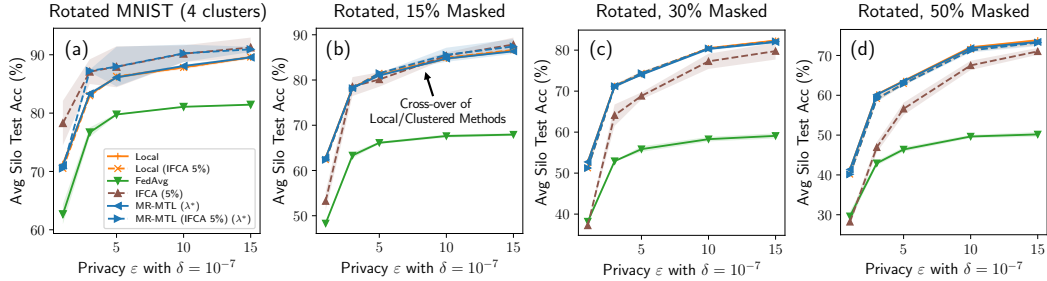 Rotated MNIST (4 clusters)
Rotated, 15% Masked
Rotated, 30% Masked
Rotated, 50% Masked
(a)
(b)
(c)
(d)
Avg Silo Test Acc (%)
90
80
70
60
Local
Local (IFCA 5%)
FedAvg
IFCA (5%)
MR-MTL (λ*)
MR-MTL (IFCA 5%) (λ*)
5
10
15
Privacy ε with δ = 10⁻⁷
Avg Silo Test Acc (%)
90
80
70
60
50
Cross-over of
Local/Clustered Methods
5
10
15
Privacy ε with δ = 10⁻⁷
Avg Silo Test Acc (%)
80
70
60
50
40
5
10
15
Privacy ε with δ = 10⁻⁷
Avg Silo Test Acc (%)
70
60
50
40
30
5
10
15
Privacy ε with δ = 10⁻⁷